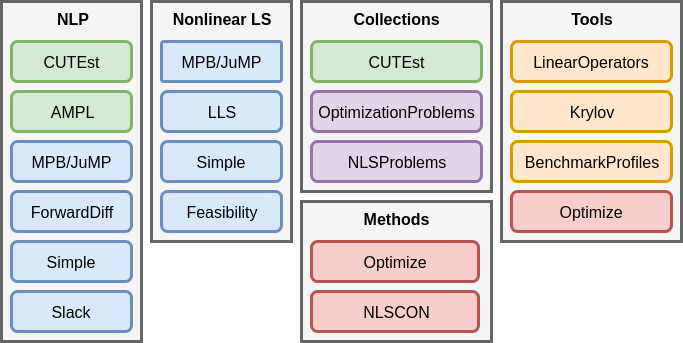 NLP
CUTEst
AMPL
MPB/JuMP
ForwardDiff
Simple
Slack
Nonlinear LS
MPB/JuMP
LLS
Simple
Feasibility
Collections
CUTEst
OptimizationProblems
NLSProblems
Methods
Optimize
NLSCON
Tools
LinearOperators
Krylov
BenchmarkProfiles
Optimize